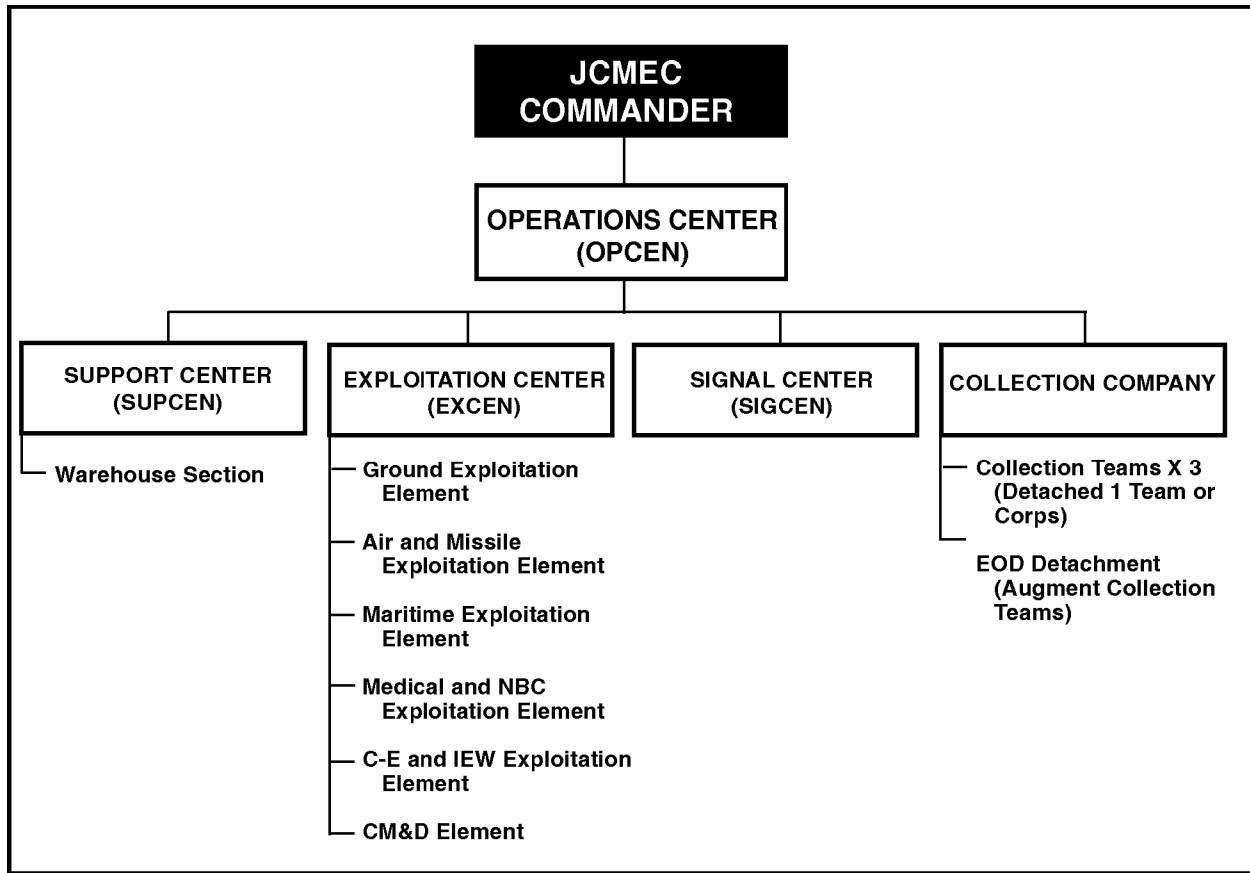 JCMEC
COMMANDER
OPERATIONS CENTER
(OPCEN)
SUPPORT CENTER
(SUPCEN)
Warehouse Section
EXPLOITATION CENTER
(EXCEN)
Ground Exploitation
Element
Air and Missile
Exploitation Element
Maritime Exploitation
Element
Medical and NBC
Exploitation Element
C-E and IEW Exploitation
Element
CM&D Element
SIGNAL CENTER
(SIGCEN)
COLLECTION COMPANY
Collection Teams X 3
(Detached 1 Team or
Corps)
EOD Detachment
(Augment Collection
Teams)